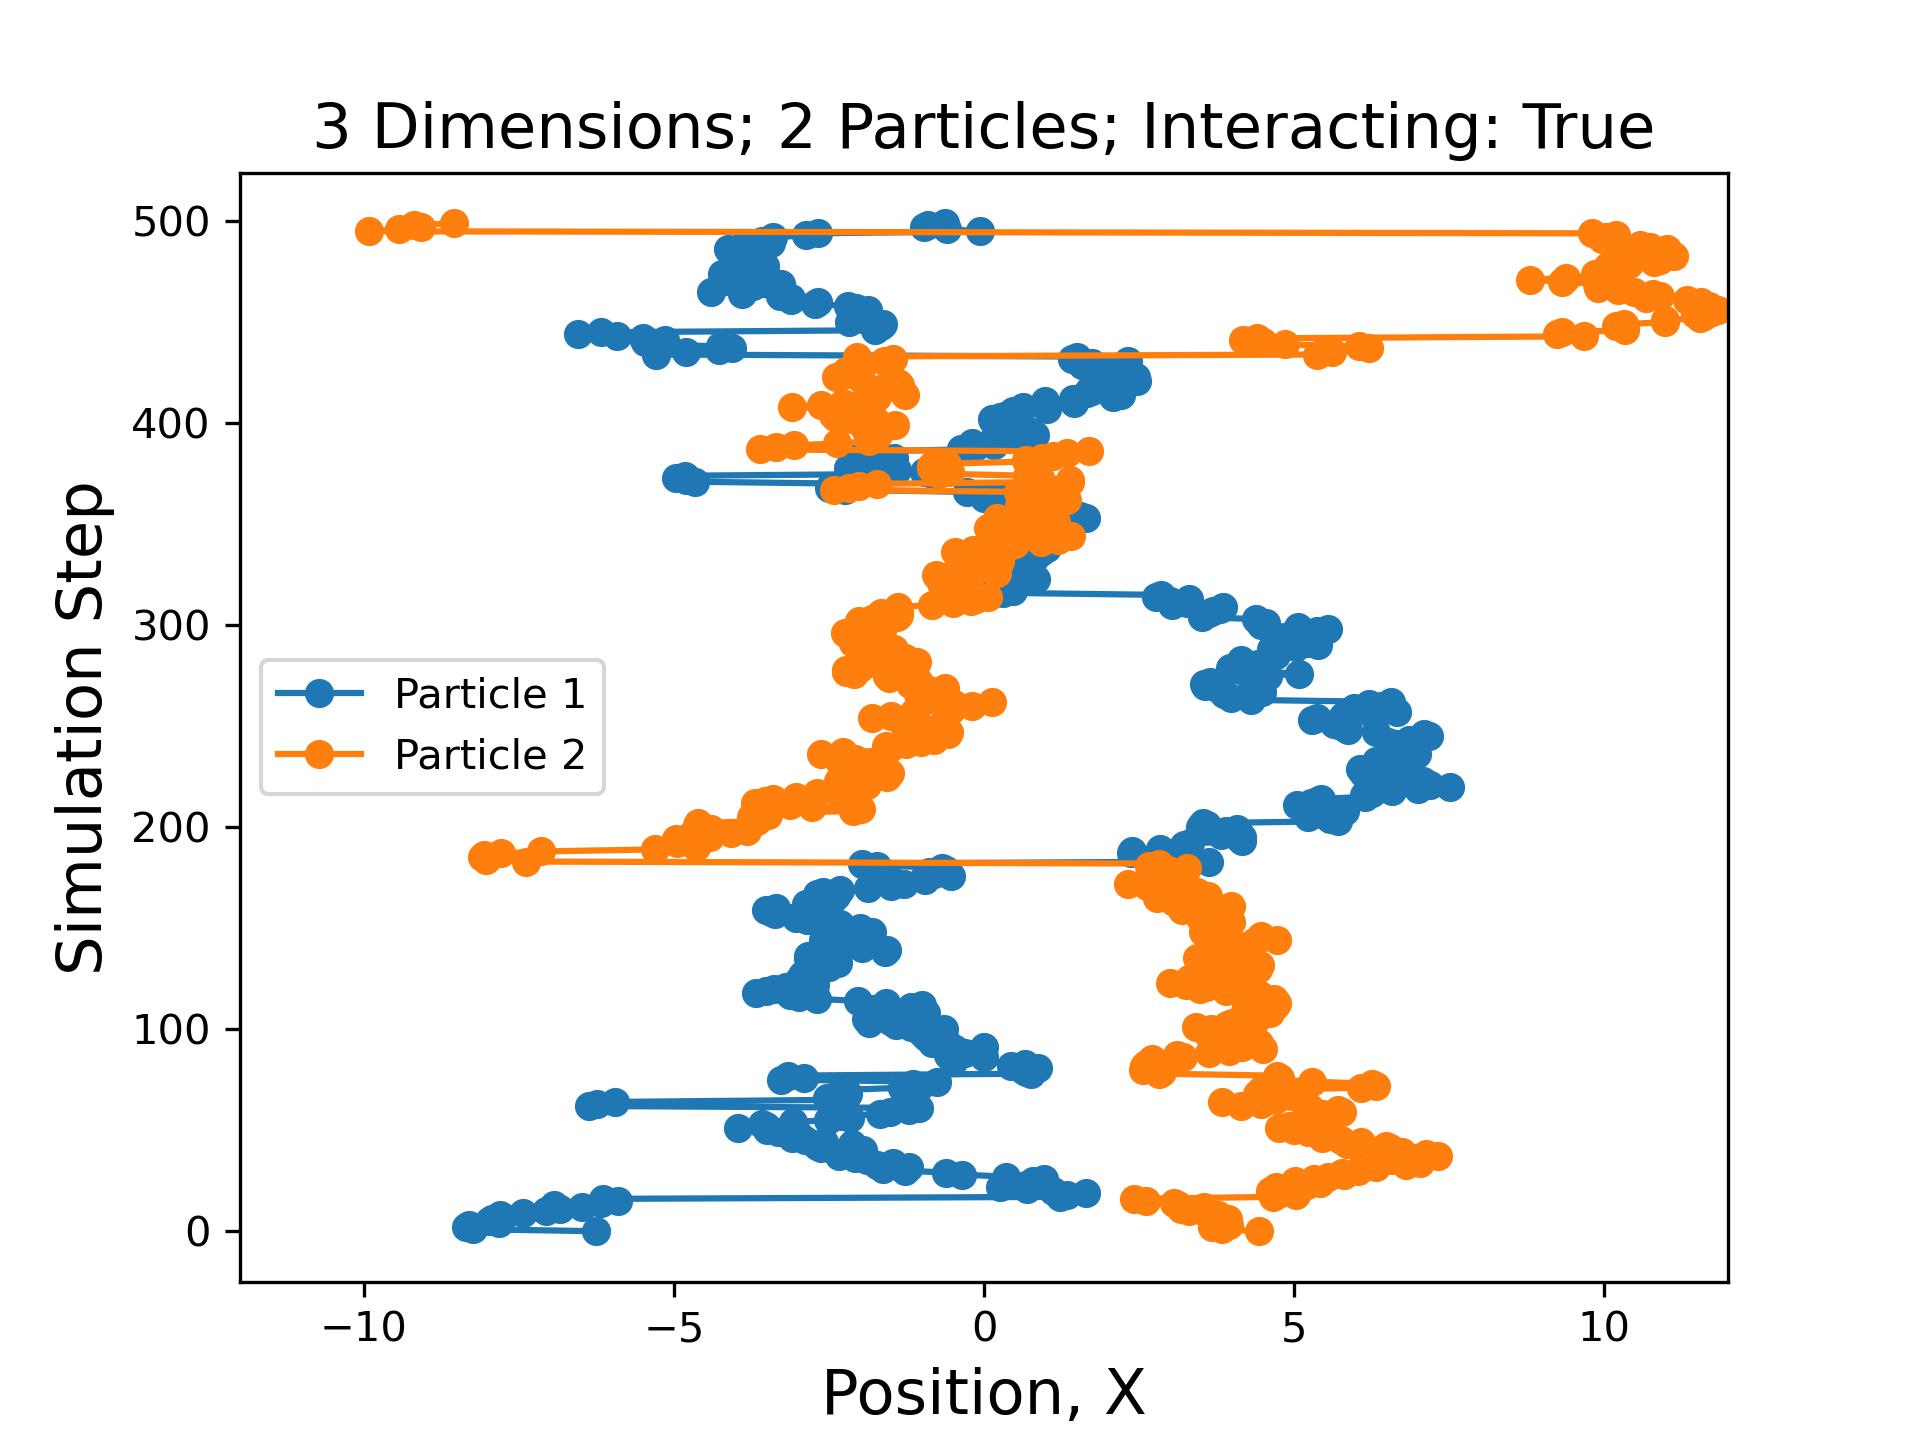 3 Dimensions; 2 Particles; Interacting: True
Simulation Step
500
400
300
200
100
0
Particle 1
Particle 2
−10
−5
0
5
10
Position, X